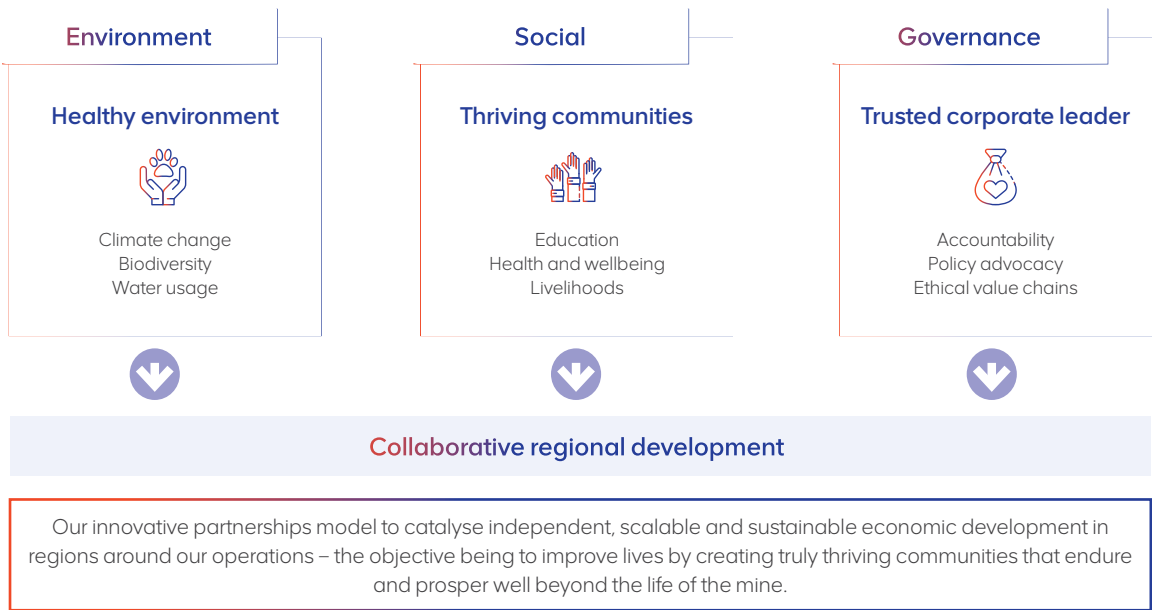 Environment
Healthy environment
Climate change
Biodiversity
Water usage
Social
Thriving communities
Education
Health and wellbeing
Livelihoods
Governance
Trusted corporate leader
Accountability
Policy advocacy
Ethical value chains
Collaborative regional development
Our innovative partnerships model to catalyse independent, scalable and sustainable economic development in
regions around our operations – the objective being to improve lives by creating truly thriving communities that endure
and prosper well beyond the life of the mine.